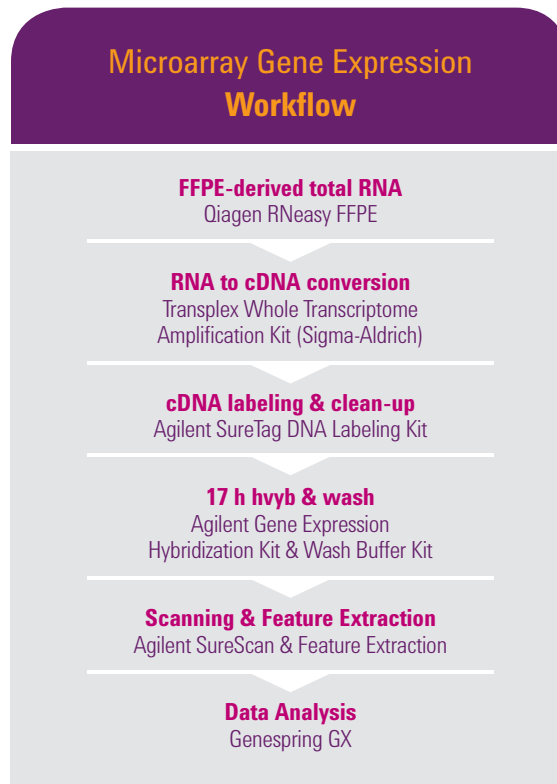 Microarray Gene Expression
Workflow
FFPE-derived total RNA
Qiagen RNeasy FFPE
RNA to cDNA conversion
Transplex Whole Transcriptome
Amplification Kit (Sigma-Aldrich)
cDNA labeling & clean-up
Agilent SureTag DNA Labeling Kit
17 h hvyb & wash
Agilent Gene Expression
Hybridization Kit & Wash Buffer Kit
Scanning & Feature Extraction
Agilent SureScan & Feature Extraction
Data Analysis
Genespring GX